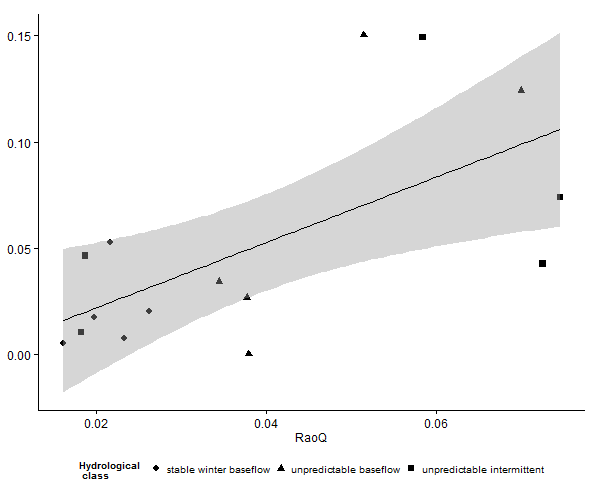 0.15
0.10
0.05
0.00
0.02 0.04 0.06
RaoQ
Hydrological
class
stable winter baseflow unpredictable baseflow unpredictable intermittent